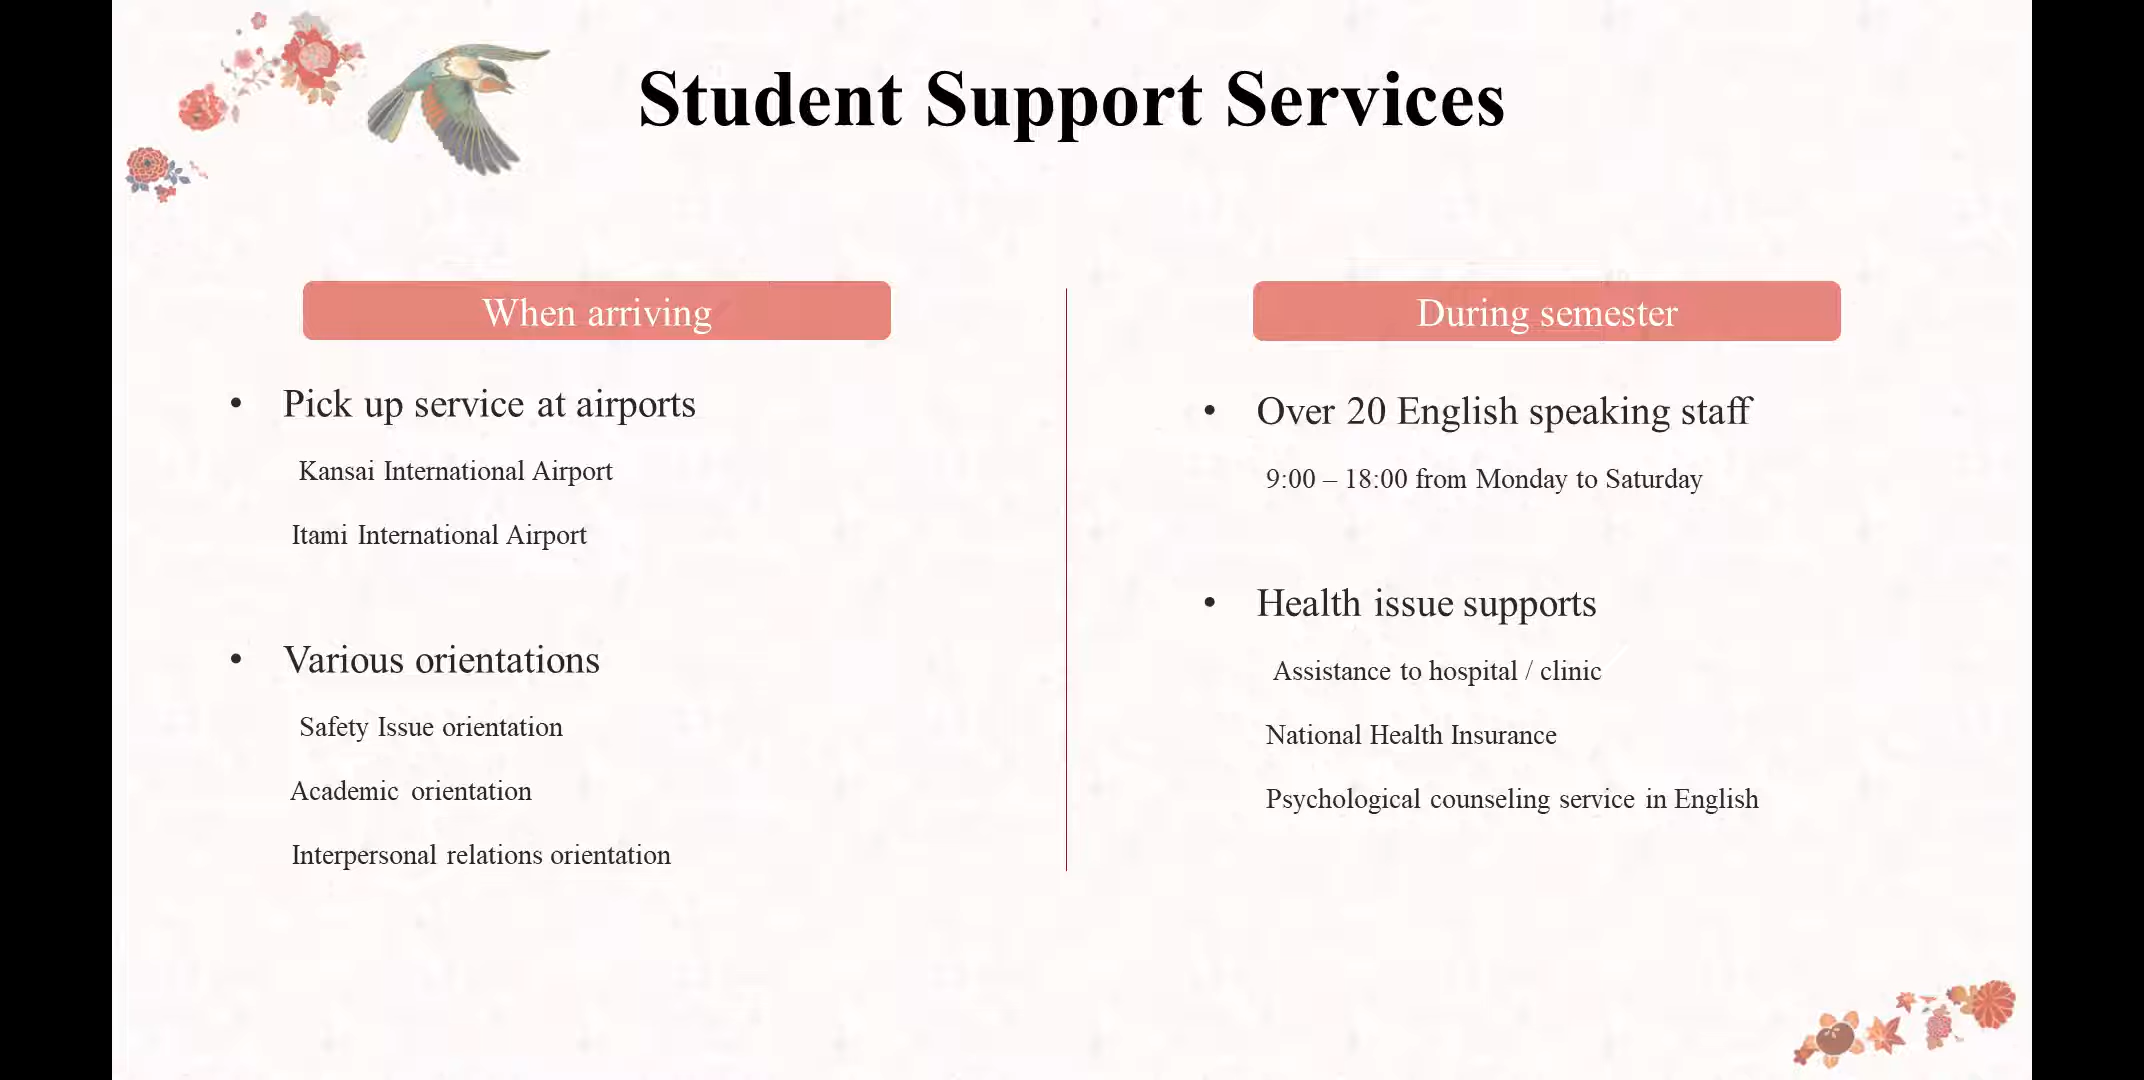 Student Support Services
When arriving
• Pick up service at airports
Kansai International Airport
Itami International Airport
• Various orientations
Safety Issue orientation
Academic orientation
Interpersonal relations orientation
During semester
• Over 20 English speaking staff
9:00 – 18:00 from Monday to Saturday
• Health issue supports
Assistance to hospital / clinic
National Health Insurance
Psychological counseling service in English